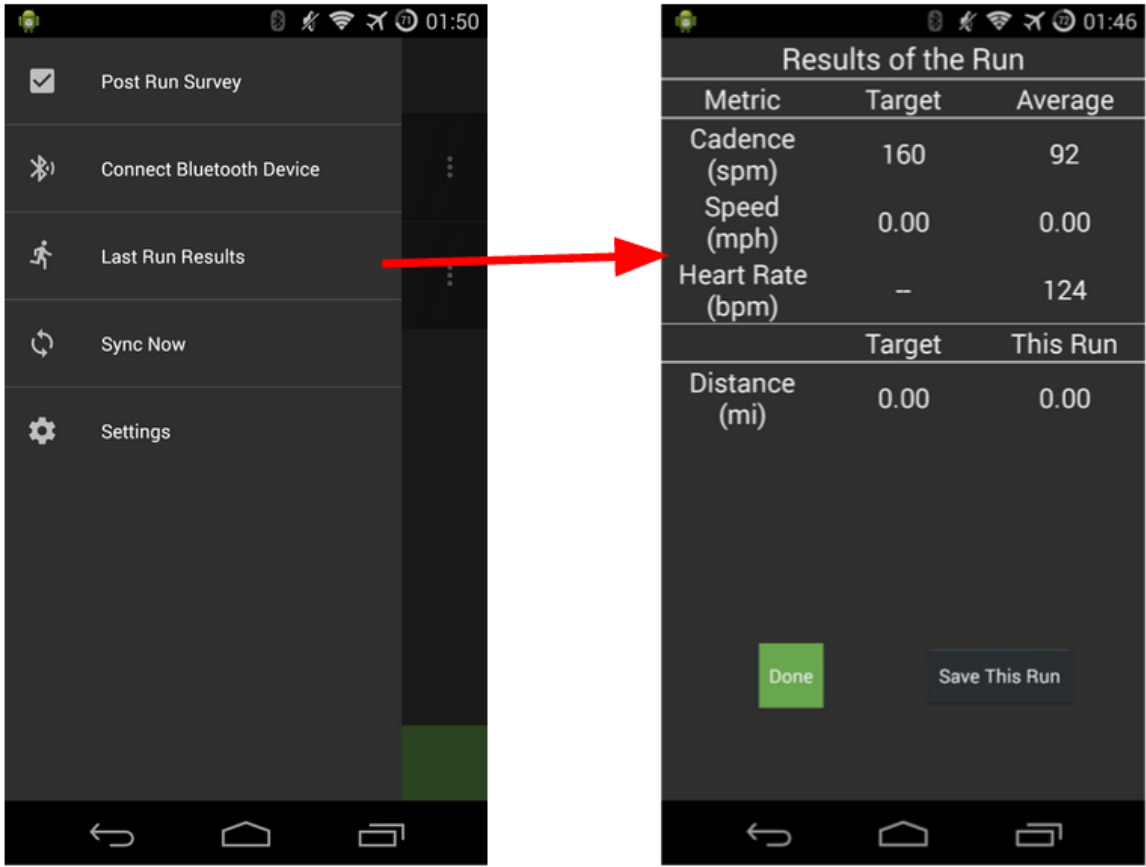 71 01:50
Post Run Survey
Connect Bluetooth Device
Last Run Results
Sync Now
Settings
72 01:46
Results of the Run
Metric Target Average
Cadence
(spm) 160 92
Speed
(mph) 0.00 0.00
Heart Rate
(bpm) -- 124
Target This Run
Distance
(mi) 0.00 0.00
Done Save This Run